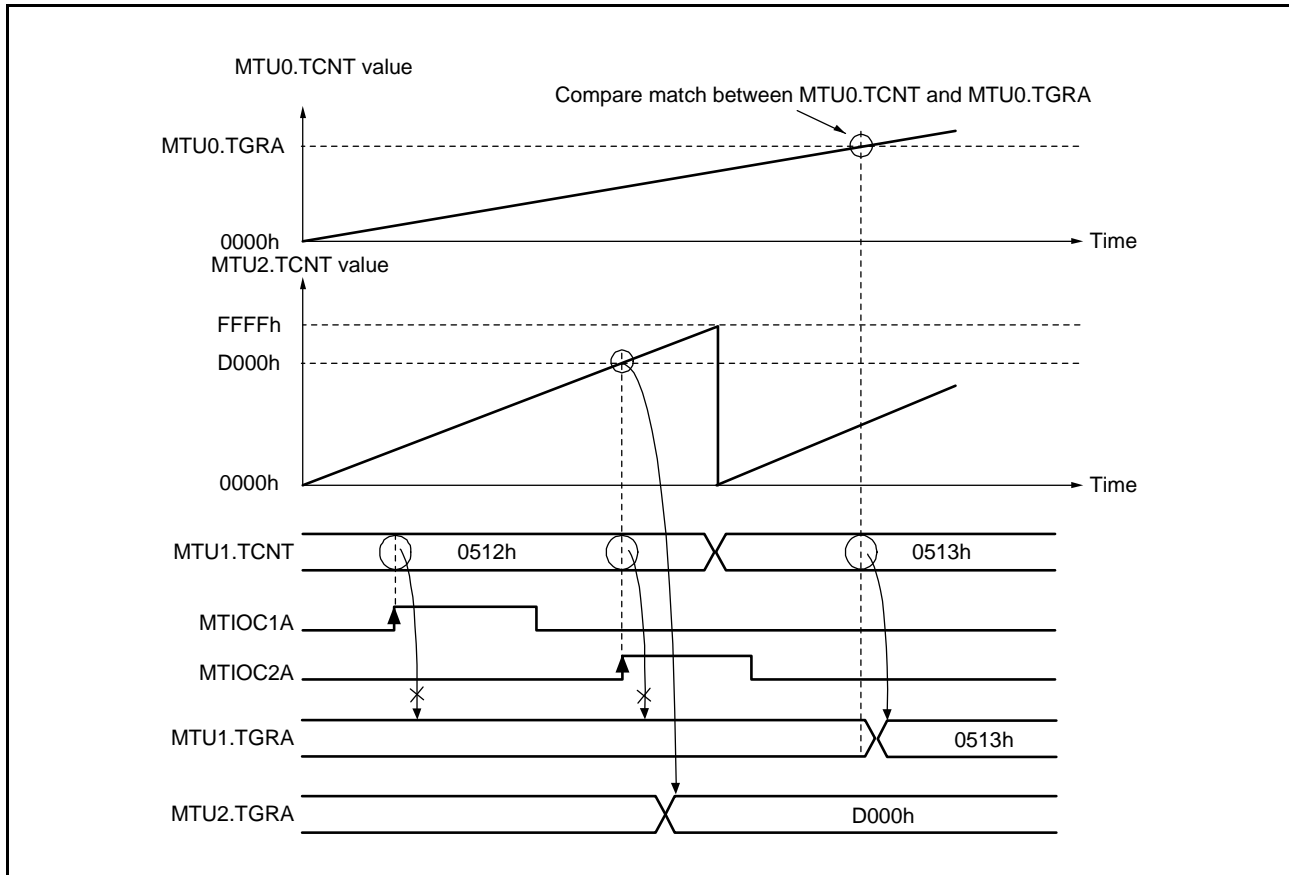 MTU0.TCNT value
Compare match between MTU0.TCNT and MTU0.TGRA
MTU0.TGRA
0000h
Time
MTU2.TCNT value
FFFFh
D000h
0000h
Time
MTU1.TCNT
0512h
0513h
MTIOC1A
MTIOC2A
MTU1.TGRA
0513h
MTU2.TGRA
D000h